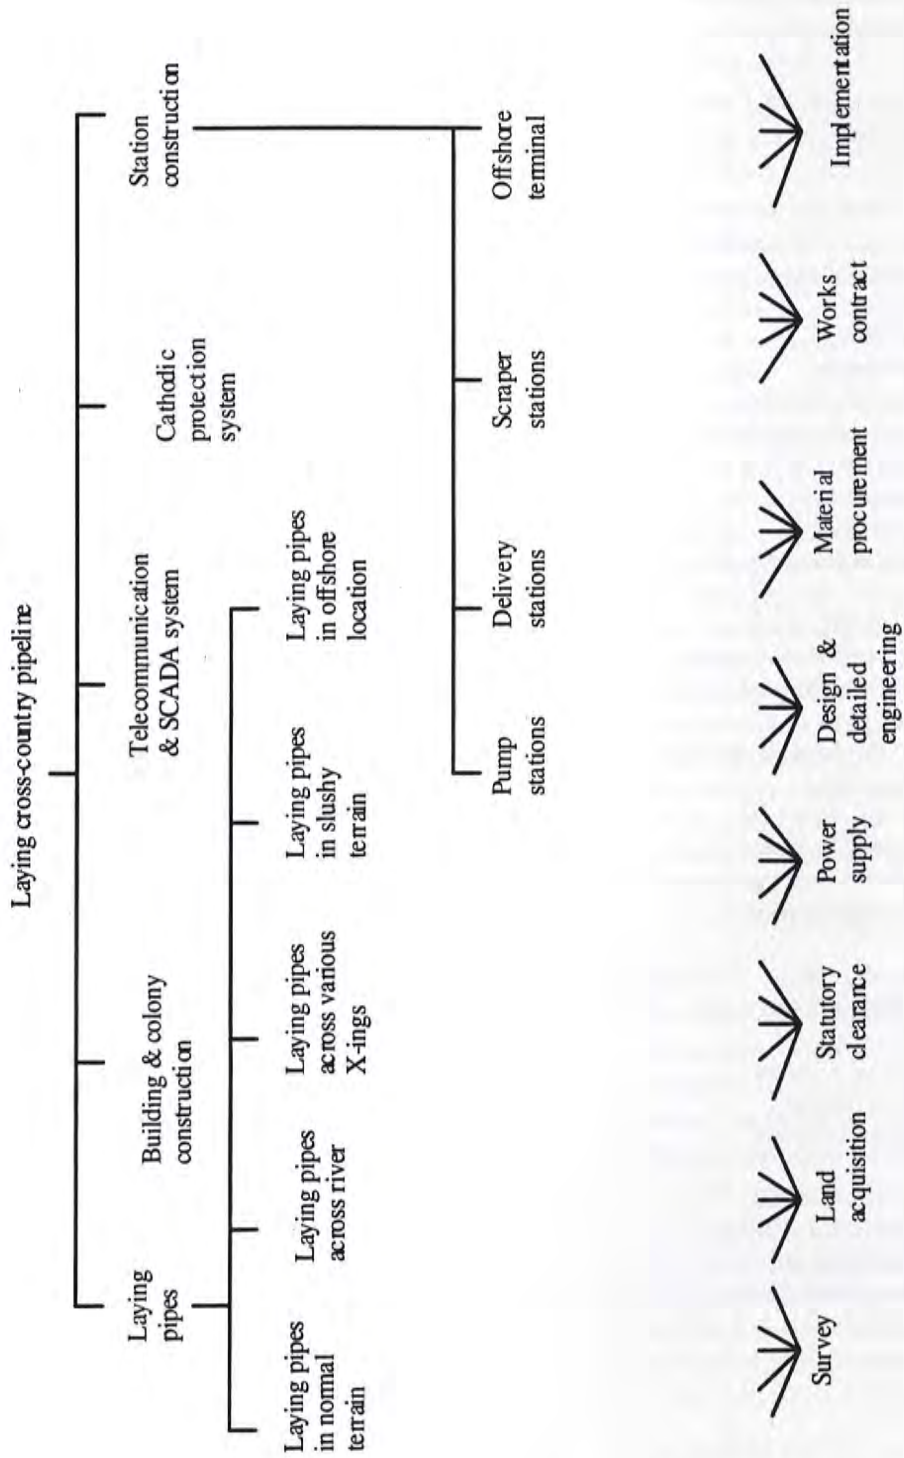 Laying cross-country pipeline
Laying
pipes
Building & colony
construction
Telecommunication
& SCADA system
Cathodic
protection
system
Station
construction
Laying pipes
in normal
terrain
Laying pipes
across river
Laying pipes
across various
X-ings
Laying pipes
in slushy
terrain
Laying pipes
in offshore
location
Pump
stations
Delivery
stations
Scraper
stations
Offshore
terminal
Survey
Land
acquisition
Statutory
clearance
Power
supply
Design &
detailed
engineering
Material
procurement
Works
contract
Implementation